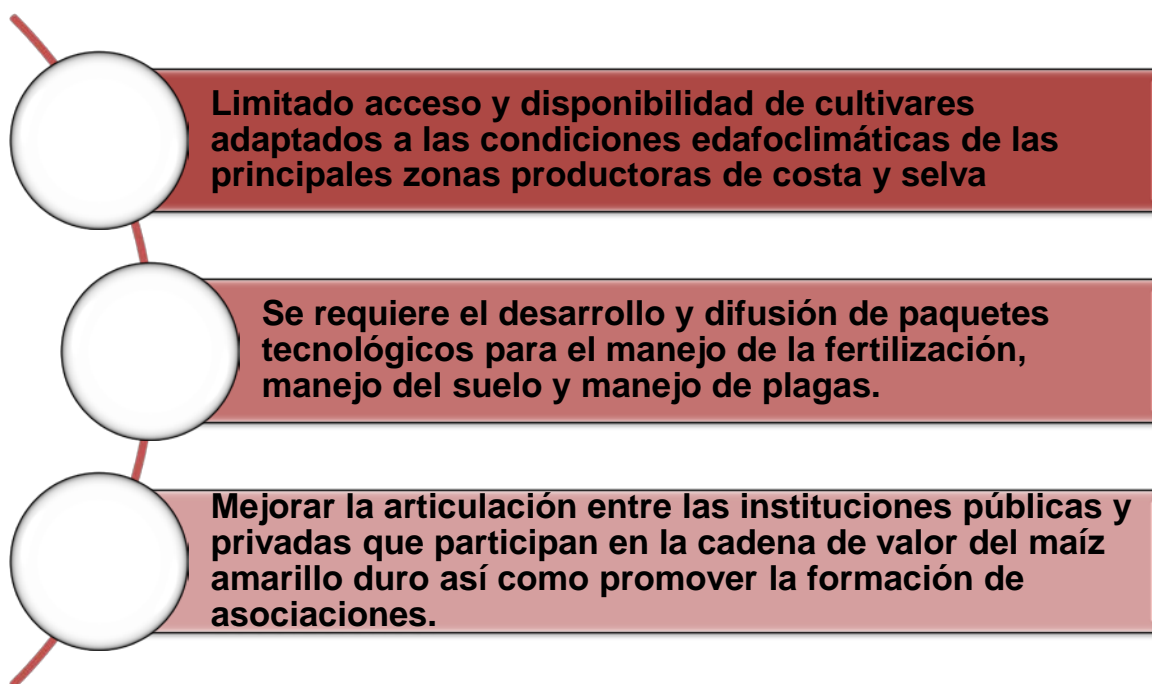 Limitado acceso y disponibilidad de cultivares
adaptados a las condiciones edafoclimáticas de las
principales zonas productoras de costa y selva
Se requiere el desarrollo y difusión de paquetes
tecnológicos para el manejo de la fertilización,
manejo del suelo y manejo de plagas.
Mejorar la articulación entre las instituciones públicas y
privadas que participan en la cadena de valor del maíz
amarillo duro así como promover la formación de
asociaciones.